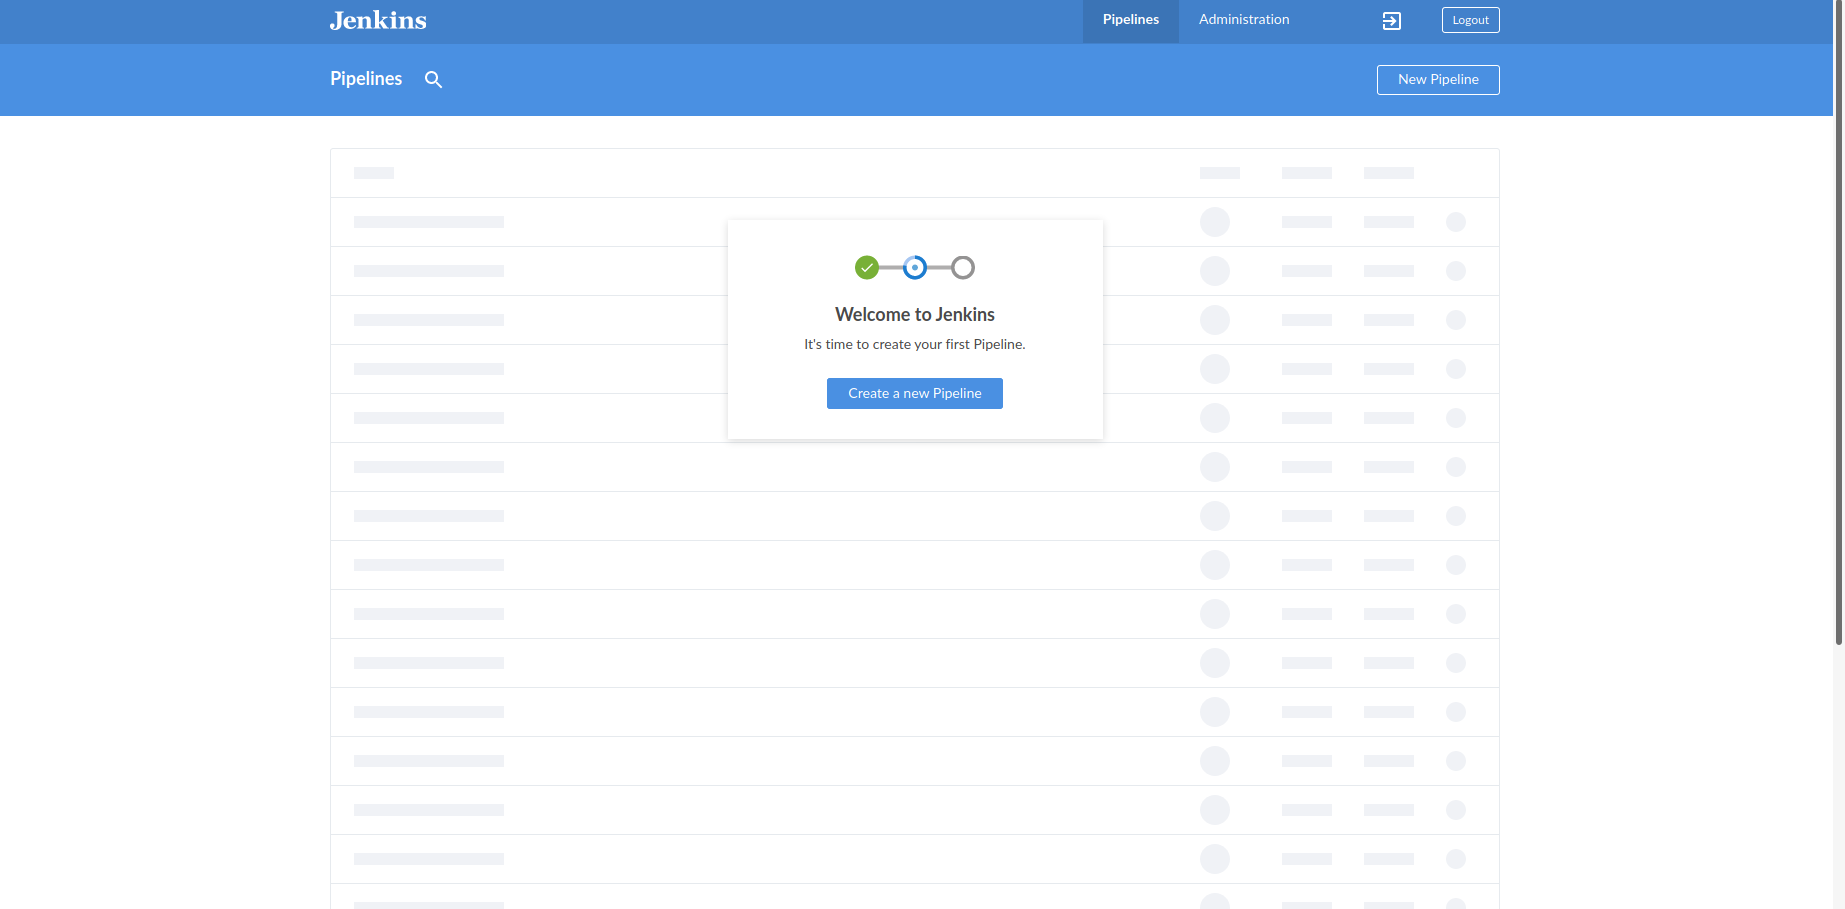 Jenkins
Pipelines
Administration
Logout
Pipelines
New Pipeline
Welcome to Jenkins
It's time to create your first Pipeline.
Create a new Pipeline